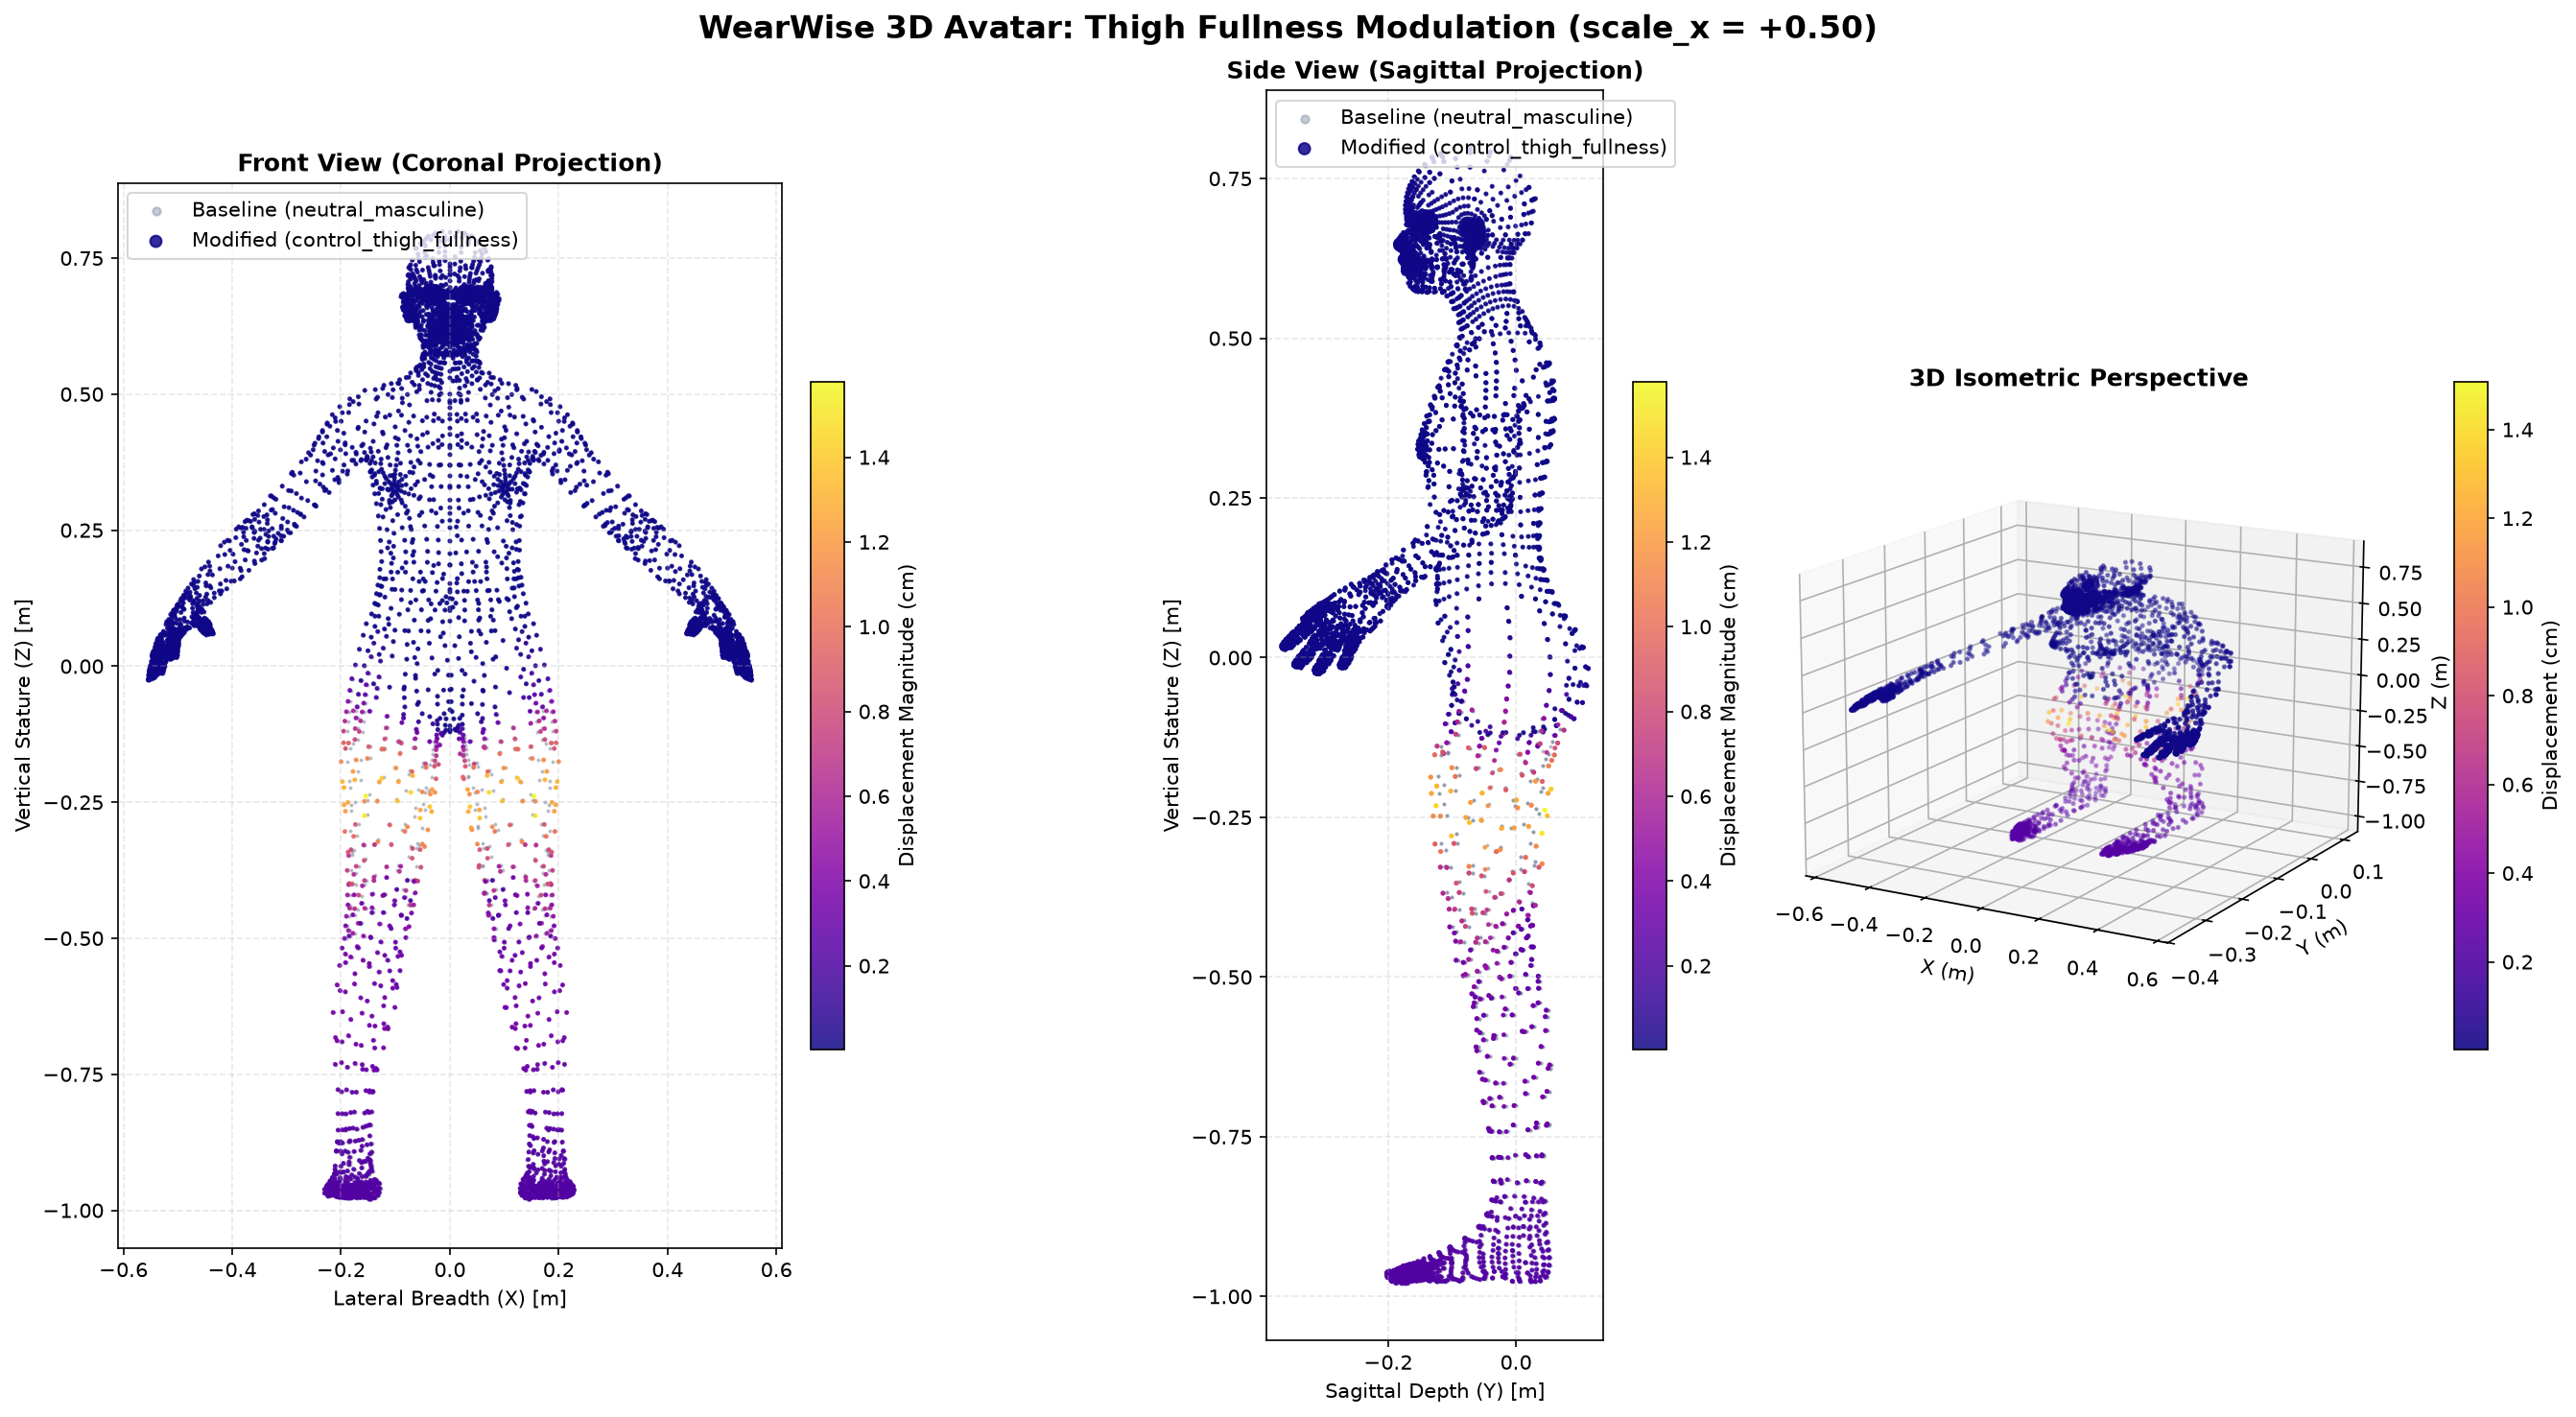 WearWise 3D Avatar: Thigh Fullness Modulation (scale_x = +0.50)
Front View (Coronal Projection)
Baseline (neutral_masculine)
Modified (control_thigh_fullness)
0.75
0.50
0.25
0.00
−0.25
−0.50
−0.75
−1.00
Vertical Stature (Z) [m]
−0.6 −0.4 −0.2 0.0 0.2 0.4 0.6
Lateral Breadth (X) [m]
1.4
1.2
1.0
0.8
0.6
0.4
0.2
Displacement Magnitude (cm)
Side View (Sagittal Projection)
Baseline (neutral_masculine)
Modified (control_thigh_fullness)
0.75
0.50
0.25
0.00
−0.25
−0.50
−0.75
−1.00
Vertical Stature (Z) [m]
−0.2 0.0
Sagittal Depth (Y) [m]
1.4
1.2
1.0
0.8
0.6
0.4
0.2
Displacement Magnitude (cm)
3D Isometric Perspective
0.75
0.50
0.25
0.00
−0.25
−0.50
−0.75
−1.00
Z (m)
0.1
0.0
−0.1
−0.2
−0.3
−0.4
Y (m)
−0.6 −0.4 −0.2 0.0 0.2 0.4 0.6
X (m)
1.4
1.2
1.0
0.8
0.6
0.4
0.2
Displacement (cm)